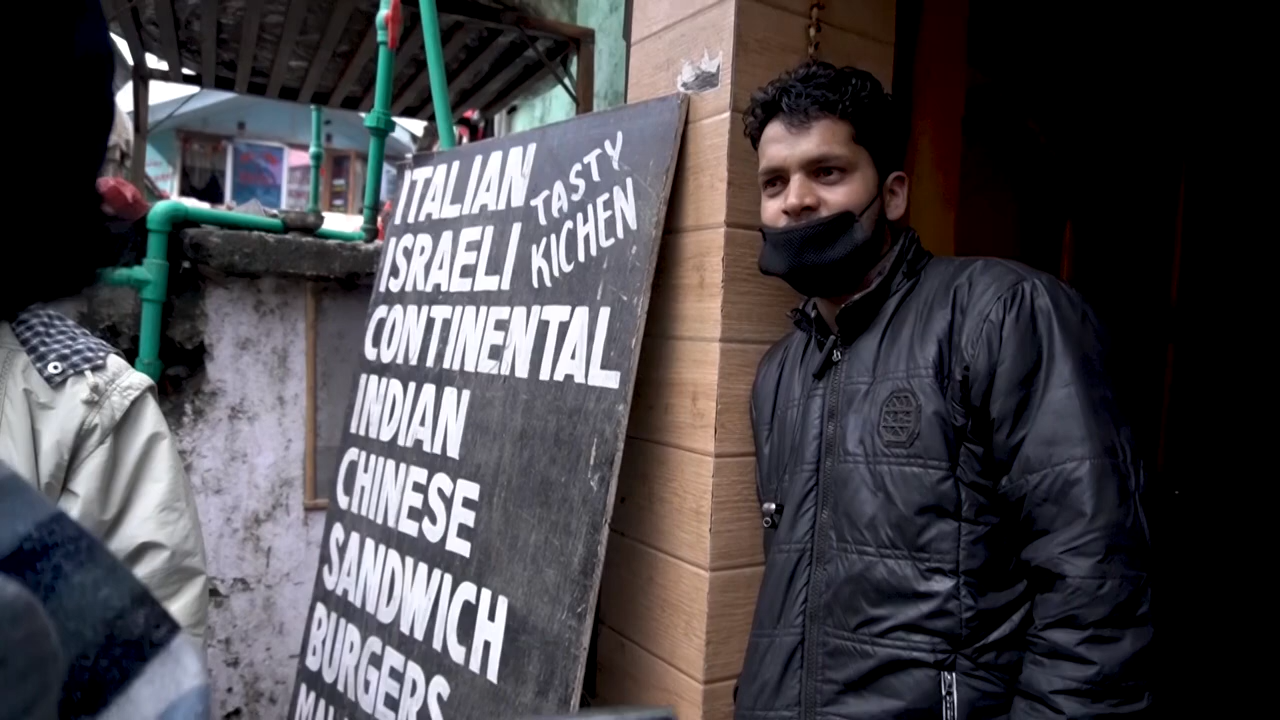 ITALIAN
TASTY
KICHEN
ISRAELI
CONTINENTAL
INDIAN
CHINESE
SANDWICH
BURGERS